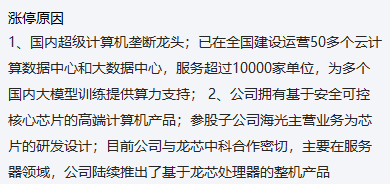 涨停原因
1、国内超级计算机垄断龙头；已在全国建设运营50多个云计
算数据中心和大数据中心，服务超过10000家单位，为多个
国内大模型训练提供算力支持； 2、公司拥有基于安全可控
核心芯片的高端计算机产品；参股子公司海光主营业务为芯
片的研发设计；目前公司与龙芯中科合作密切，主要在服务
器领域，公司陆续推出了基于龙芯处理器的整机产品